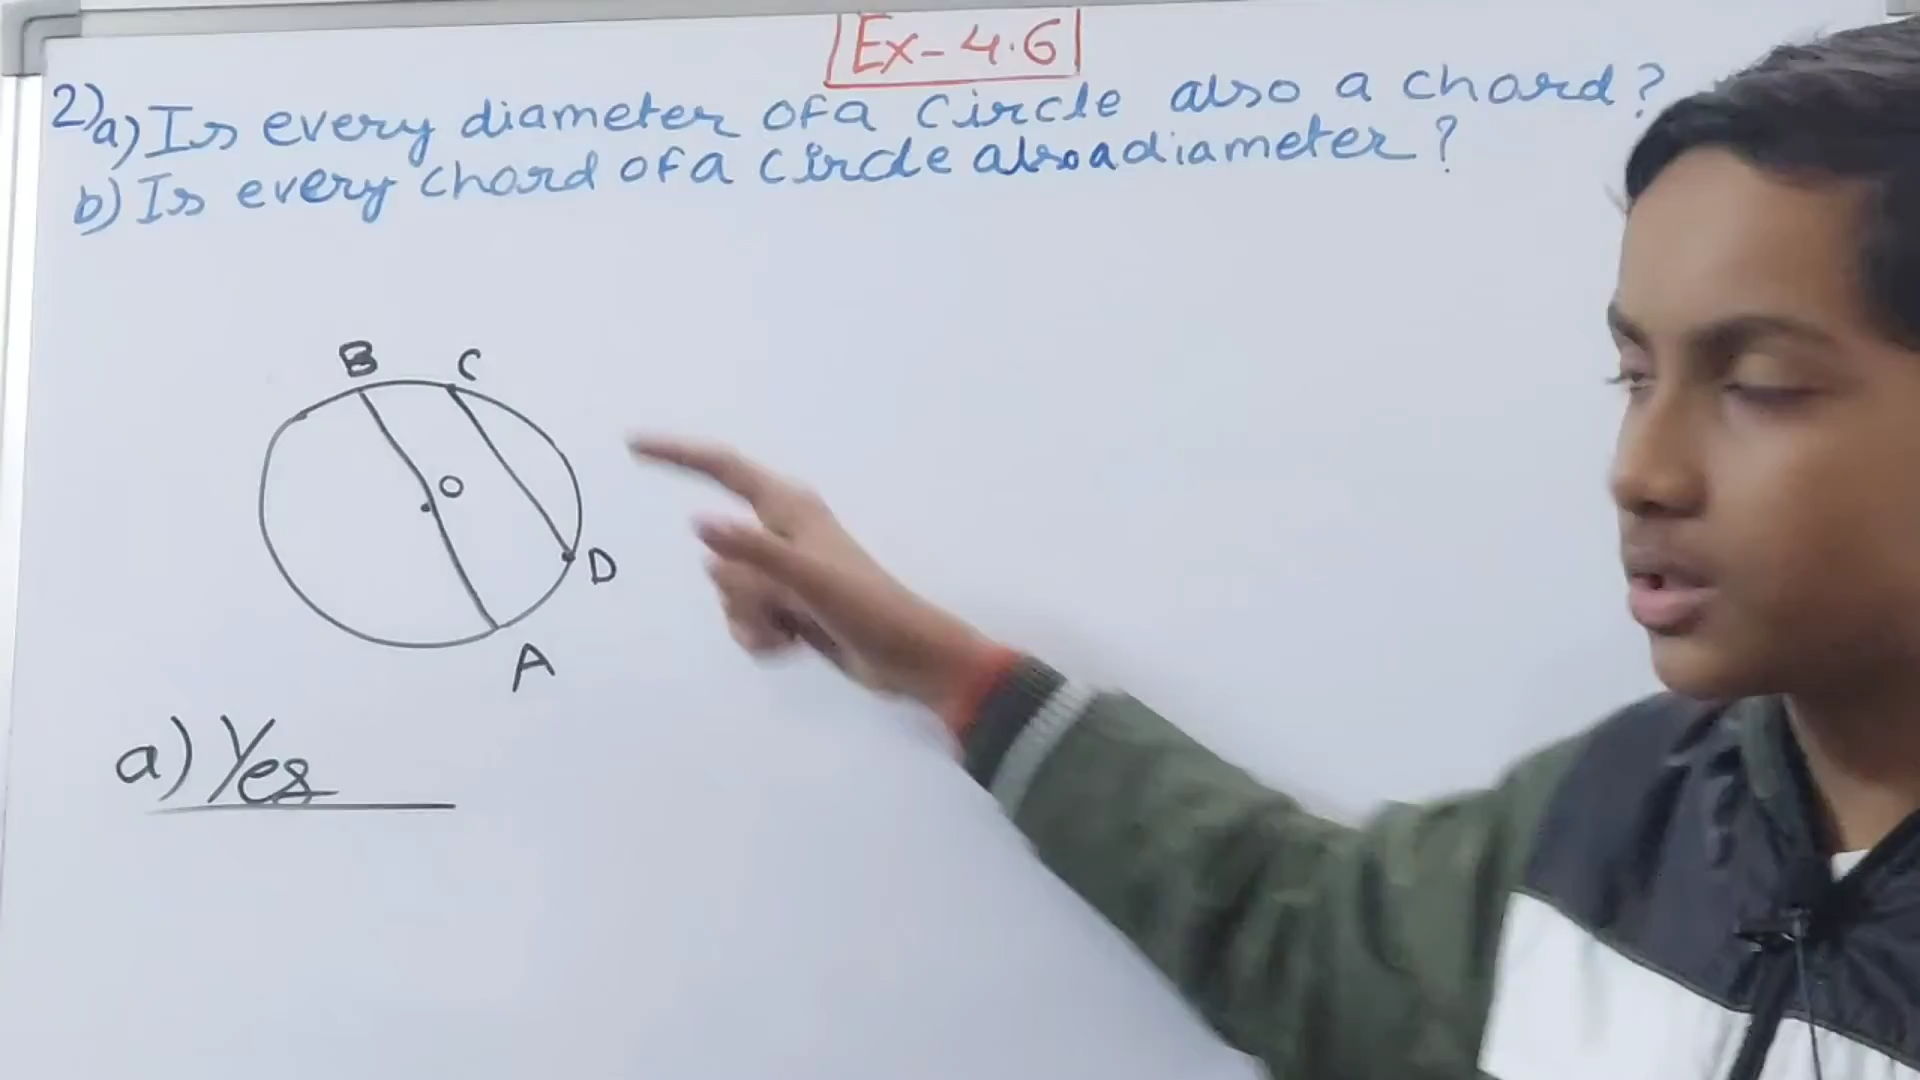 Ex-4.6
2)a) Is every diameter of a circle also a chord?
b) Is every chord of a circle also a diameter?
B C
O
D
A
a) Yes